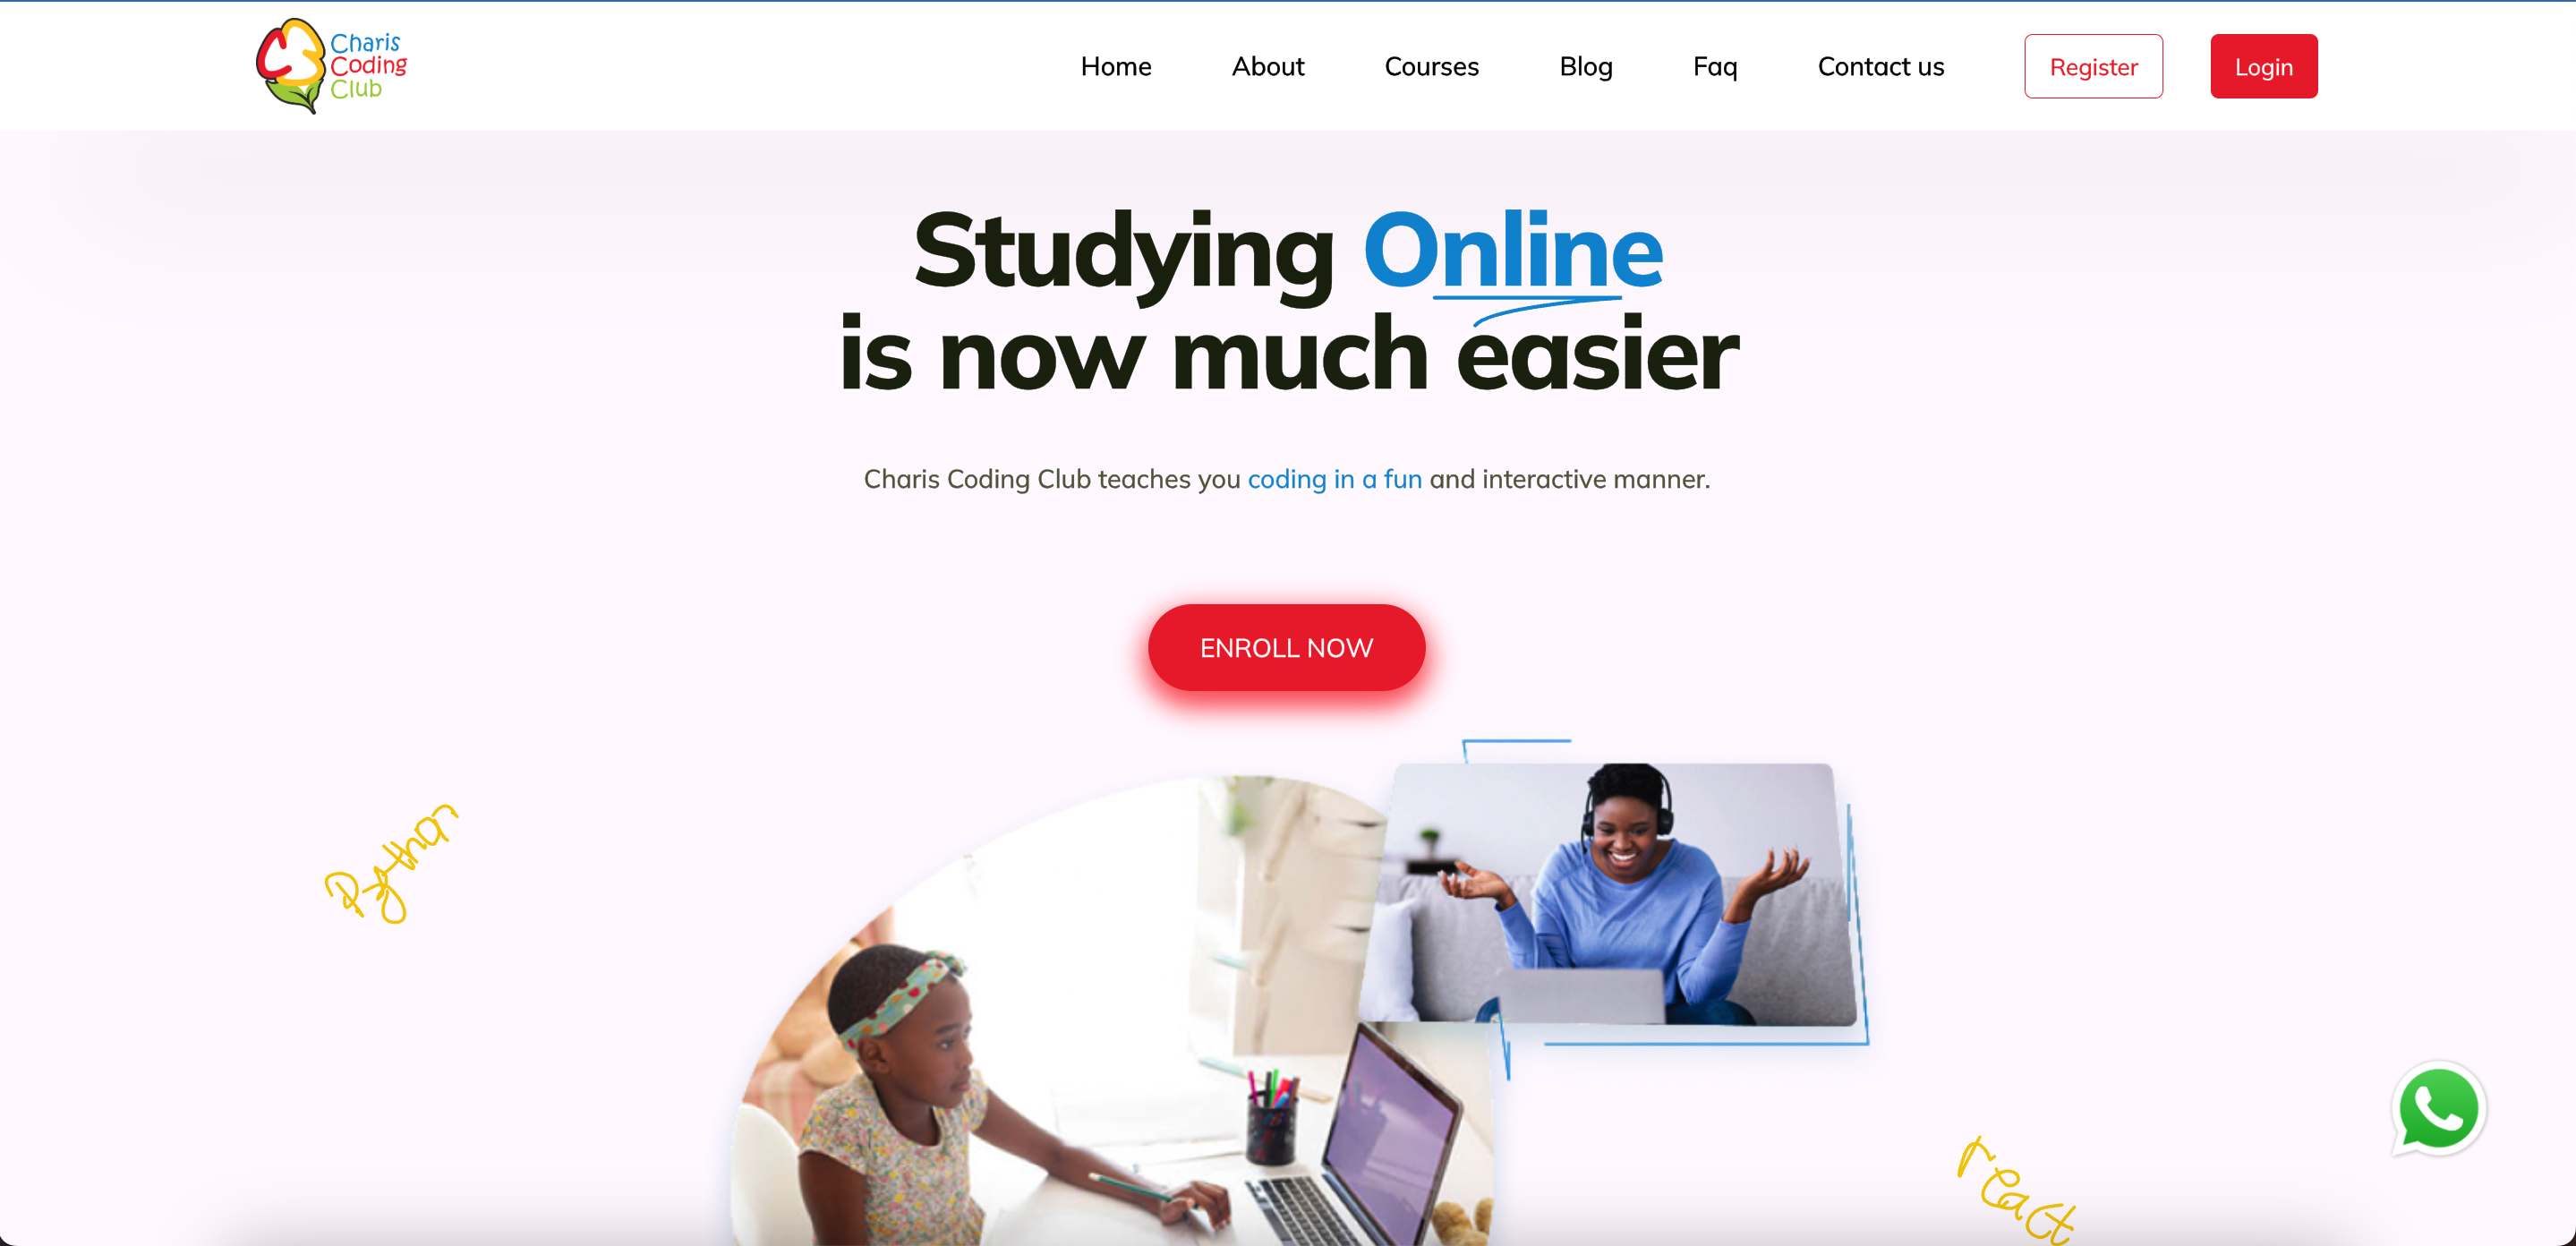 Charis
Coding
Club
Home About Courses Blog Faq Contact us Register Login
Studying Online
is now much easier
Charis Coding Club teaches you coding in a fun and interactive manner.
ENROLL NOW
Python
react